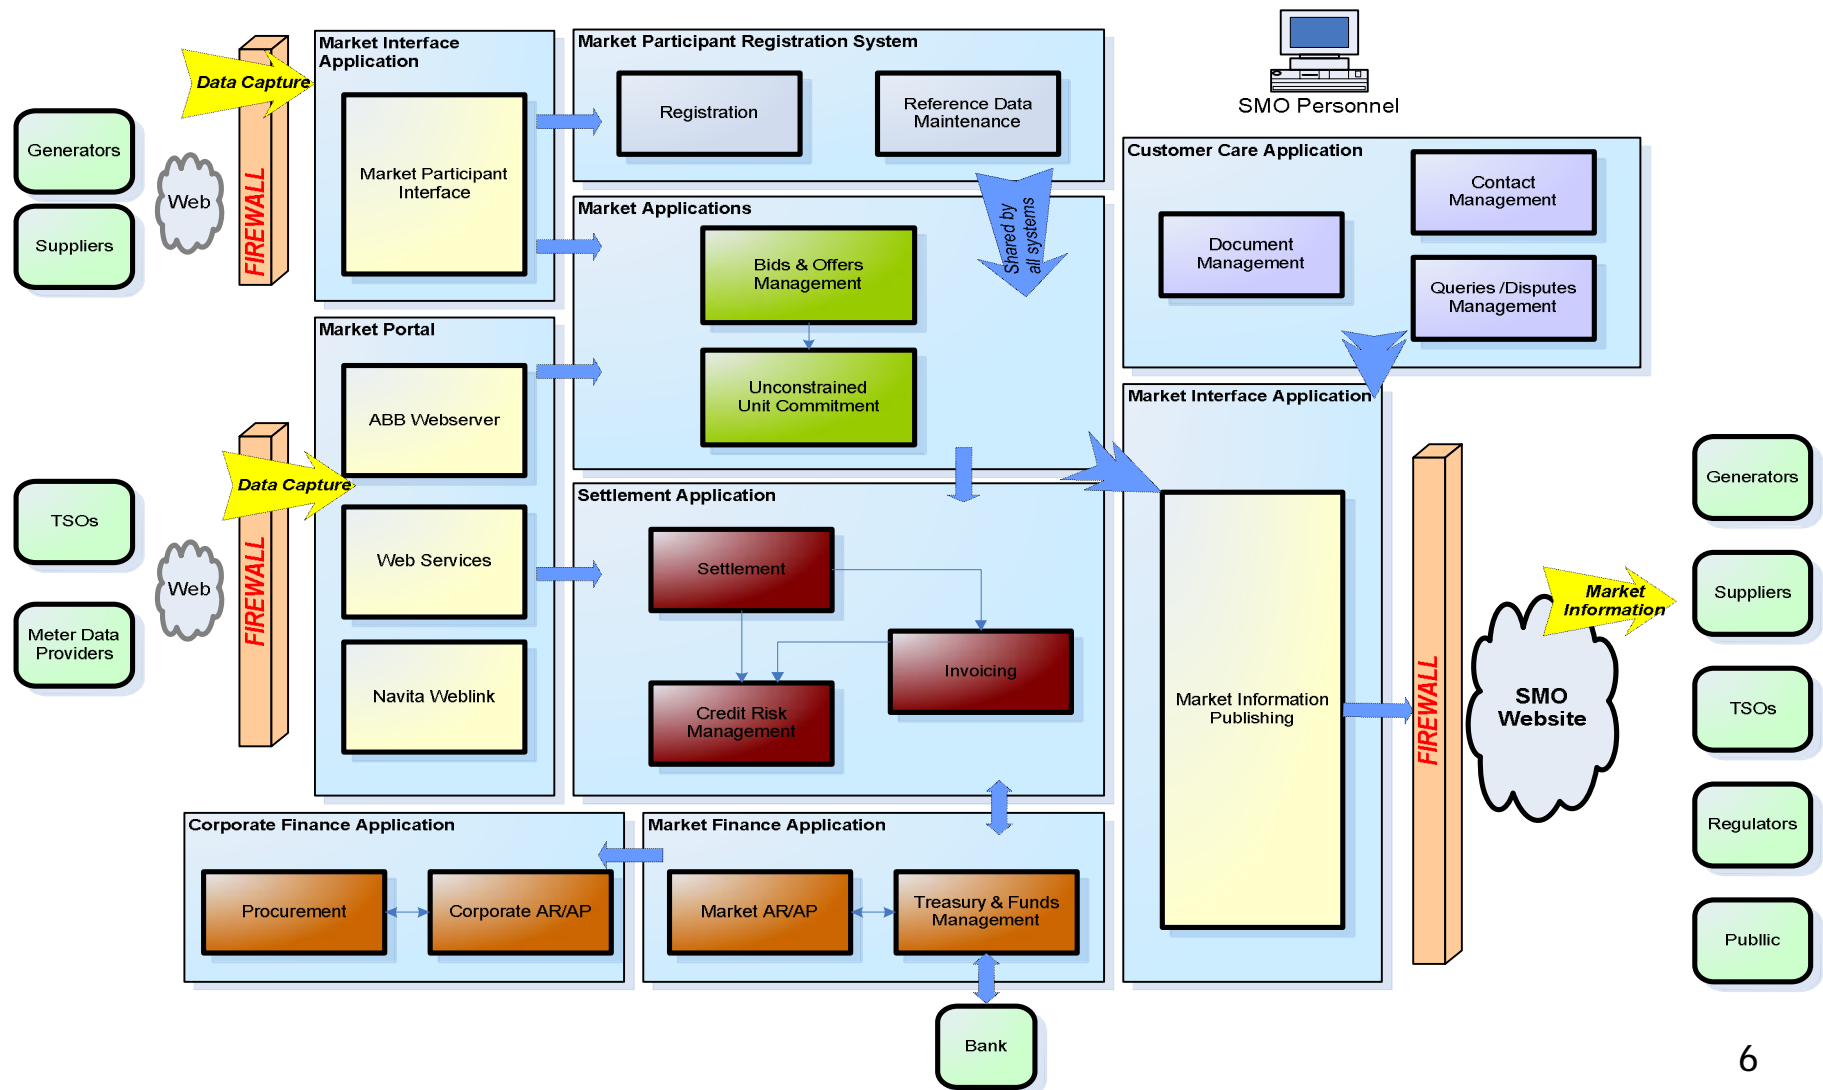 Market Interface
Application
Data Capture
Generators
Suppliers
Web
FIREWALL
Market Participant
Interface
Market Participant Registration System
Registration
Reference Data
Maintenance
Shared by
all systems
SMO Personnel
Customer Care Application
Contact
Management
Document
Management
Queries /Disputes
Management
Market Applications
Bids & Offers
Management
Unconstrained
Unit Commitment
Market Portal
ABB Webserver
Data Capture
Web Services
Navita Weblink
TSOs
Meter Data
Providers
Web
FIREWALL
Settlement Application
Settlement
Invoicing
Credit Risk
Management
Market Interface Application
Market Information
Publishing
FIREWALL
SMO
Website
Market
Information
Generators
Suppliers
TSOs
Regulators
Publlic
Corporate Finance Application
Procurement
Corporate AR/AP
Market Finance Application
Market AR/AP
Treasury & Funds
Management
Bank
6